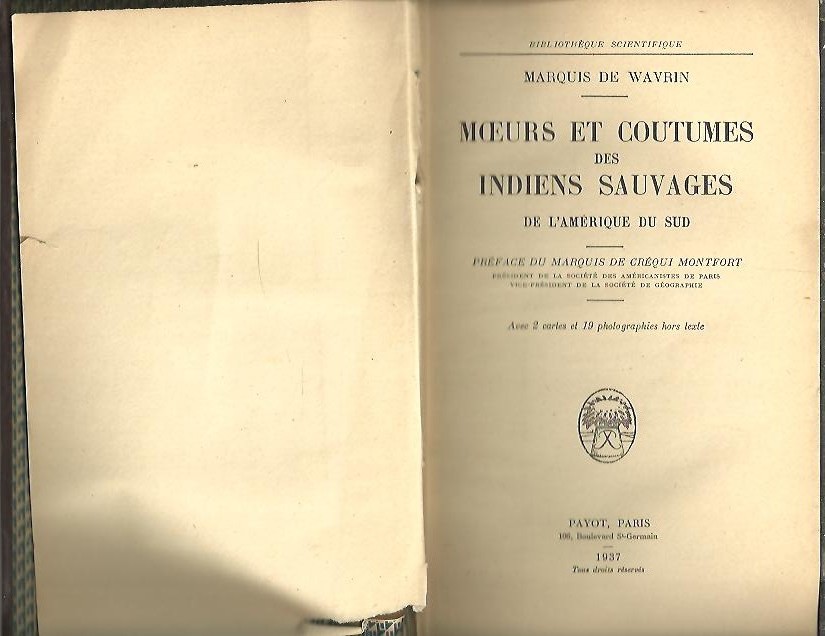 BIBLIOTHÈQUE SCIENTIFIQUE
MARQUIS DE WAVRIN
MŒURS ET COUTUMES
DES
INDIENS SAUVAGES
DE L'AMÉRIQUE DU SUD
PRÉFACE DU MARQUIS DE CRÉQUI MONTFORT
PRÉSIDENT DE LA SOCIÉTÉ DES AMÉRICANISTES DE PARIS
VICE-PRÉSIDENT DE LA SOCIÉTÉ DE GÉOGRAPHIE
Avec 2 cartes et 19 photographies hors texte
PAYOT, PARIS
106, Boulevard St-Germain
1937
Tous droits réservés